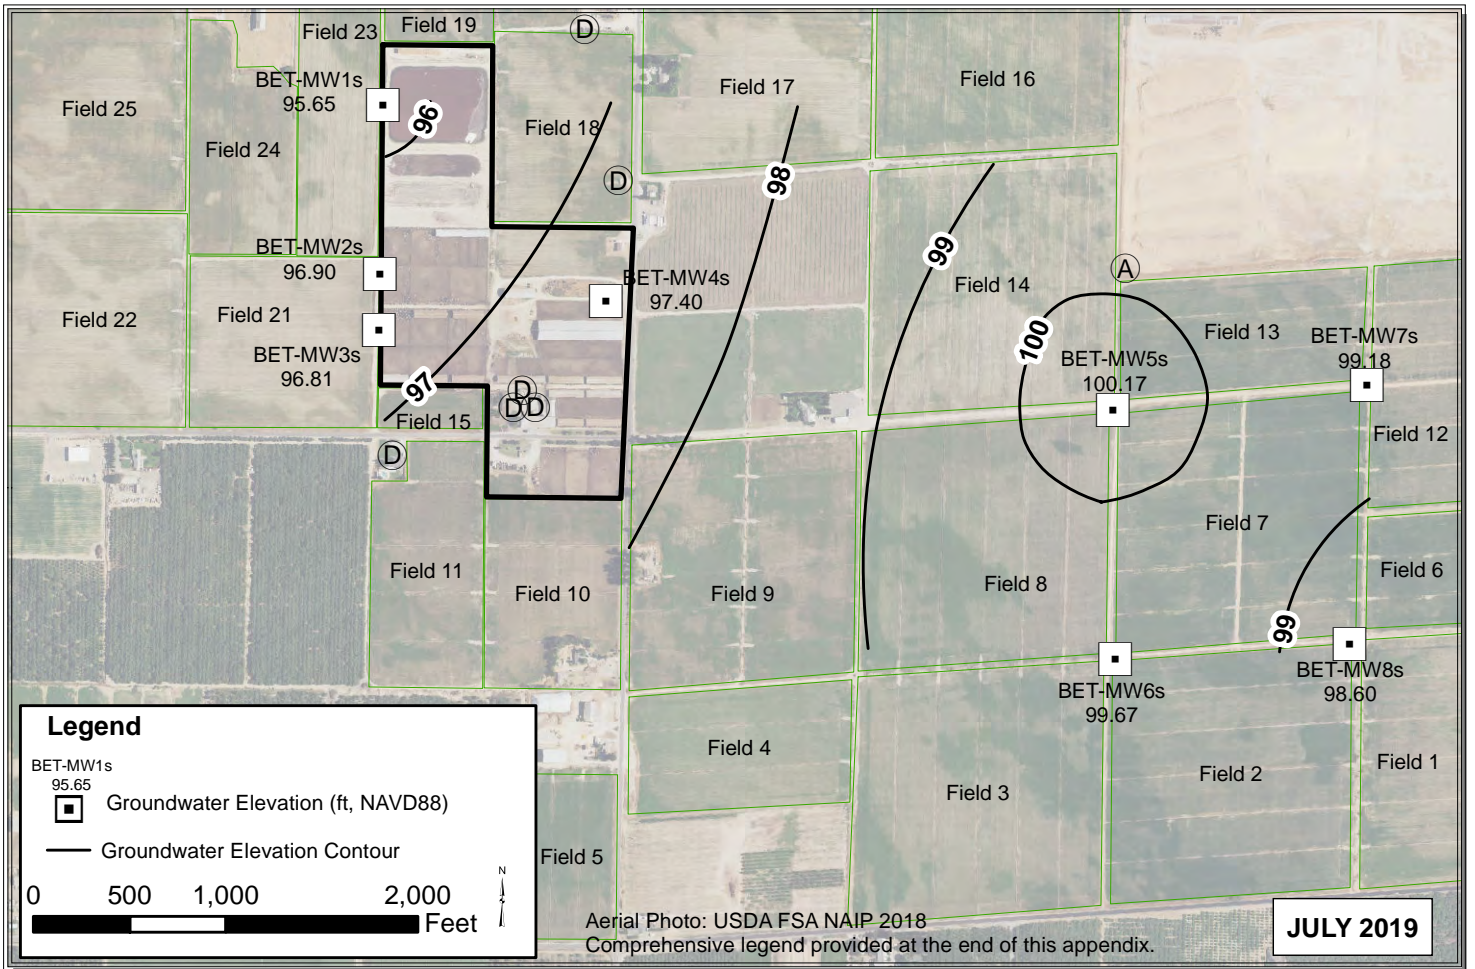 Field 19
D
Field 23
BET-MW1s
95.65
Field 25
96
Field 24
Field 18
Field 17
Field 16
D
98
BET-MW2s
96.90
BET-MW4s
97.40
99
A
Field 14
Field 22
Field 21
BET-MW3s
96.81
100
BET-MW5s
100.17
Field 13
BET-MW7s
99.18
97
Field 15
D
D
D
D
Field 12
Field 7
Field 11
Field 10
Field 9
Field 8
Field 6
99
BET-MW6s
99.67
BET-MW8s
98.60
Field 4
Field 3
Field 2
Field 1
Field 5
Legend
BET-MW1s
95.65
Groundwater Elevation (ft, NAVD88)
Groundwater Elevation Contour
0 500 1,000 2,000
Feet
N
Aerial Photo: USDA FSA NAIP 2018
Comprehensive legend provided at the end of this appendix.
JULY 2019